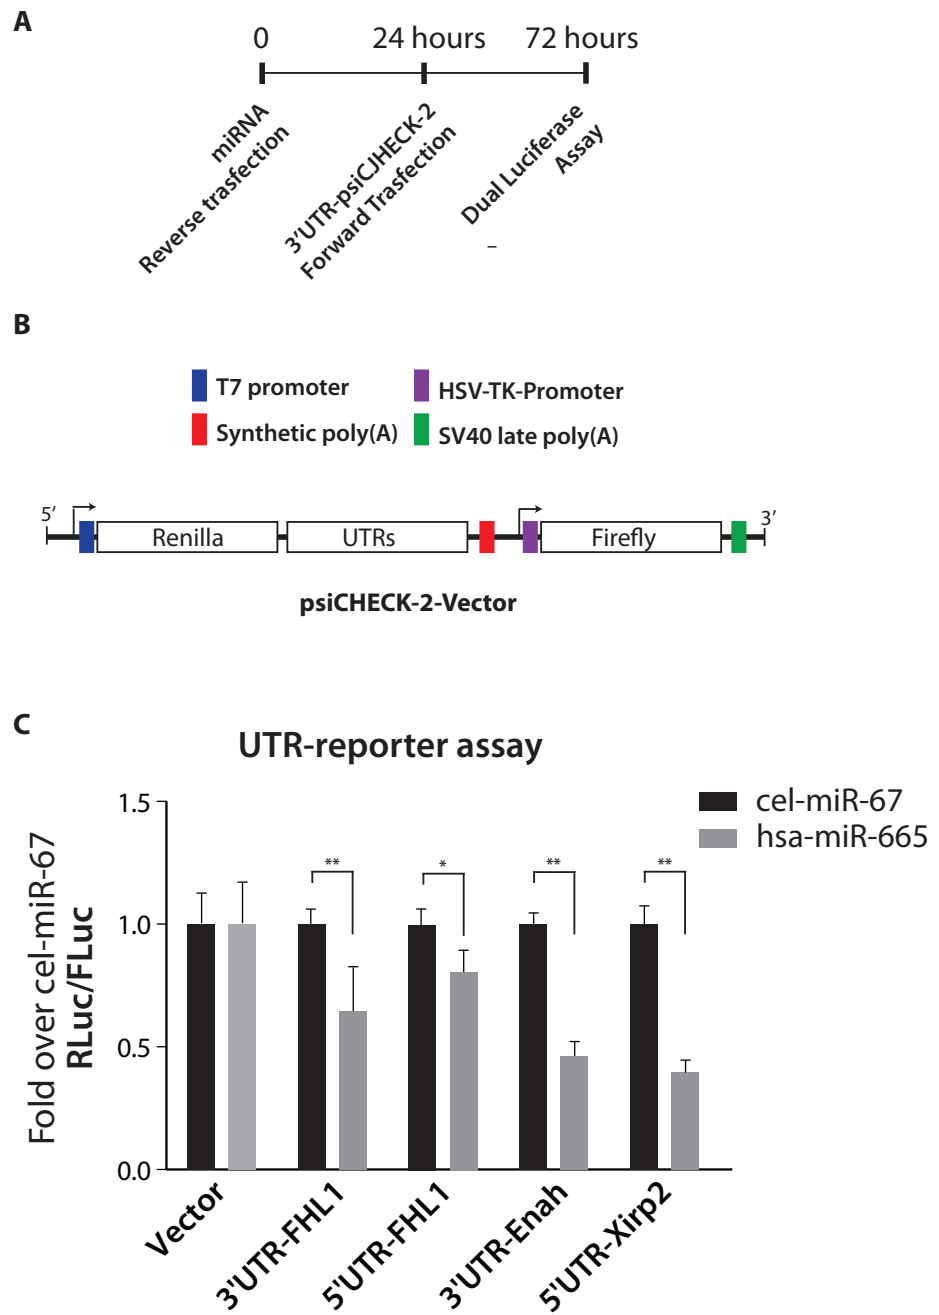 A
0 24 hours 72 hours
miRNA
Reverse trasfection
3'UTR-psiCJHECK-2
Forward Trasfection
Dual Luciferase
Assay
–
B
T7 promoter HSV-TK-Promoter
Synthetic poly(A) SV40 late poly(A)
5' 3'
Renilla UTRs Firefly
psiCHECK-2-Vector
C
UTR-reporter assay
cel-miR-67
hsa-miR-665
Fold over cel-miR-67
RLuc/FLuc
1.5
1.0
0.5
0.0
** * ** **
Vector
3'UTR-FHL1
5'UTR-FHL1
3'UTR-Enah
5'UTR-Xirp2